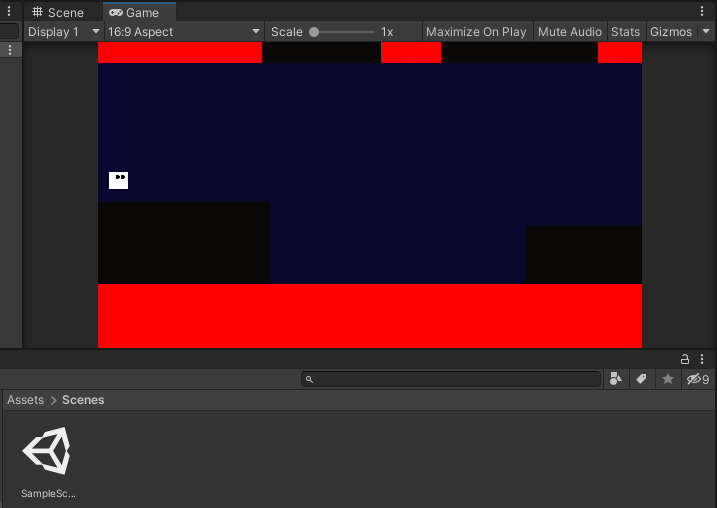 Scene Game
Display 1 16:9 Aspect Scale 1x Maximize On Play Mute Audio Stats Gizmos
9
Assets > Scenes
SampleSc...